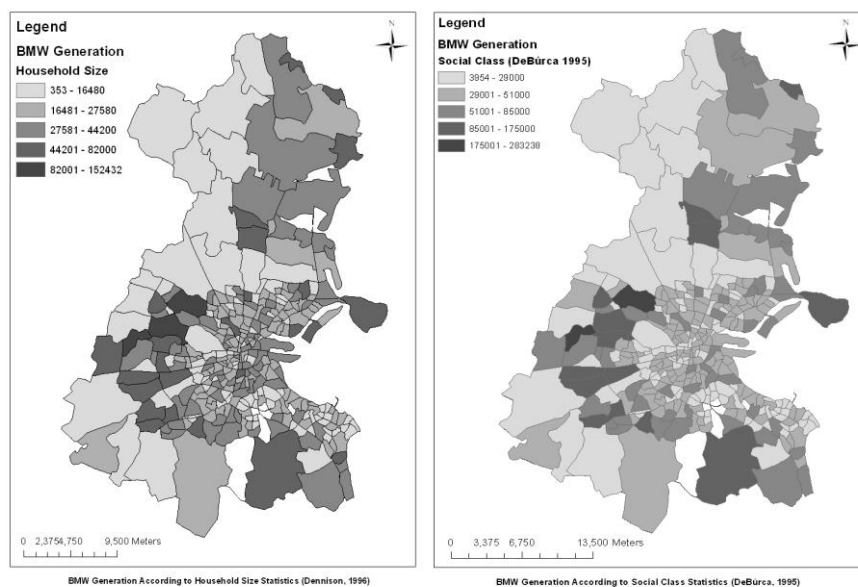 Legend
BMW Generation
Household Size
353 - 16480
16481 - 27580
27581 - 44200
44201 - 82000
82001 - 152432
N
0 2,3754,750 9,500 Meters
BMW Generation According to Household Size Statistics (Dennison, 1996)
Legend
BMW Generation
Social Class (DeBúrca 1995)
3954 - 29000
29001 - 51000
51001 - 85000
85001 - 175000
175001 - 283238
N
0 3,375 6,750 13,500 Meters
BMW Generation According to Social Class Statistics (DeBúrca, 1995)